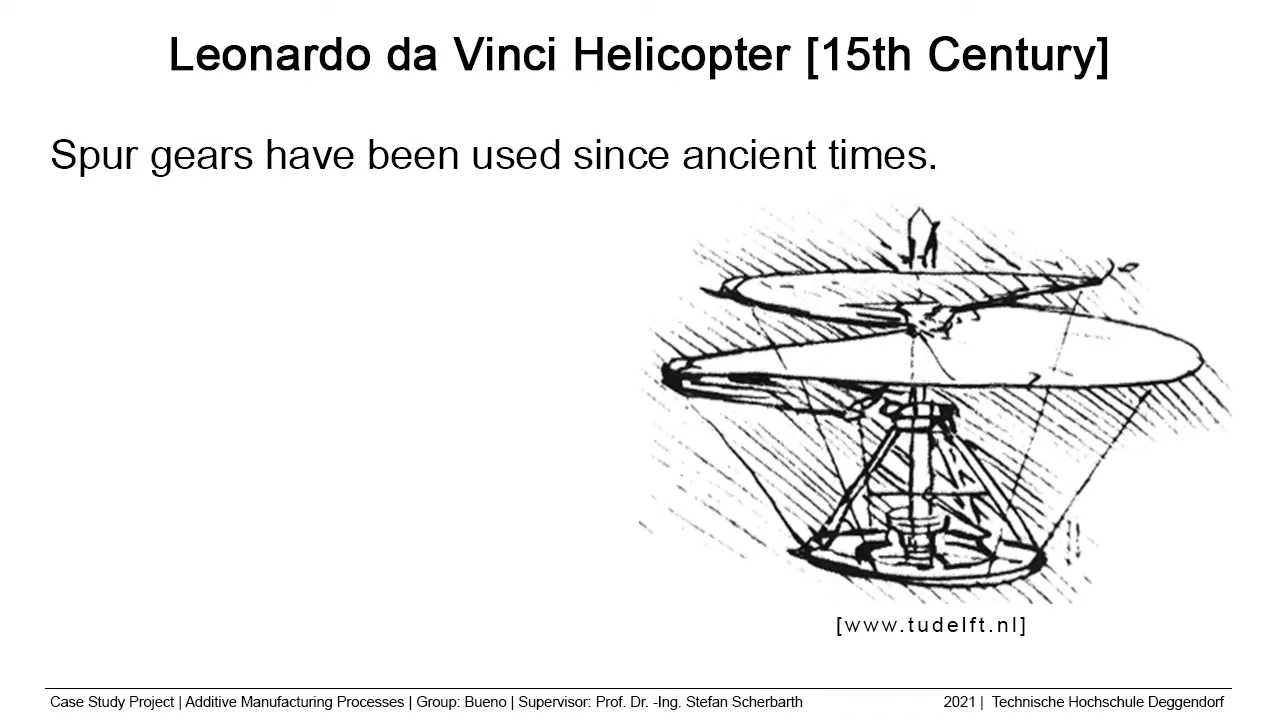 Leonardo da Vinci Helicopter [15th Century]
Spur gears have been used since ancient times.
[www.tudelft.nl]
Case Study Project | Additive Manufacturing Processes | Group: Bueno | Supervisor: Prof. Dr. -Ing. Stefan Scherbarth
2021 | Technische Hochschule Deggendorf